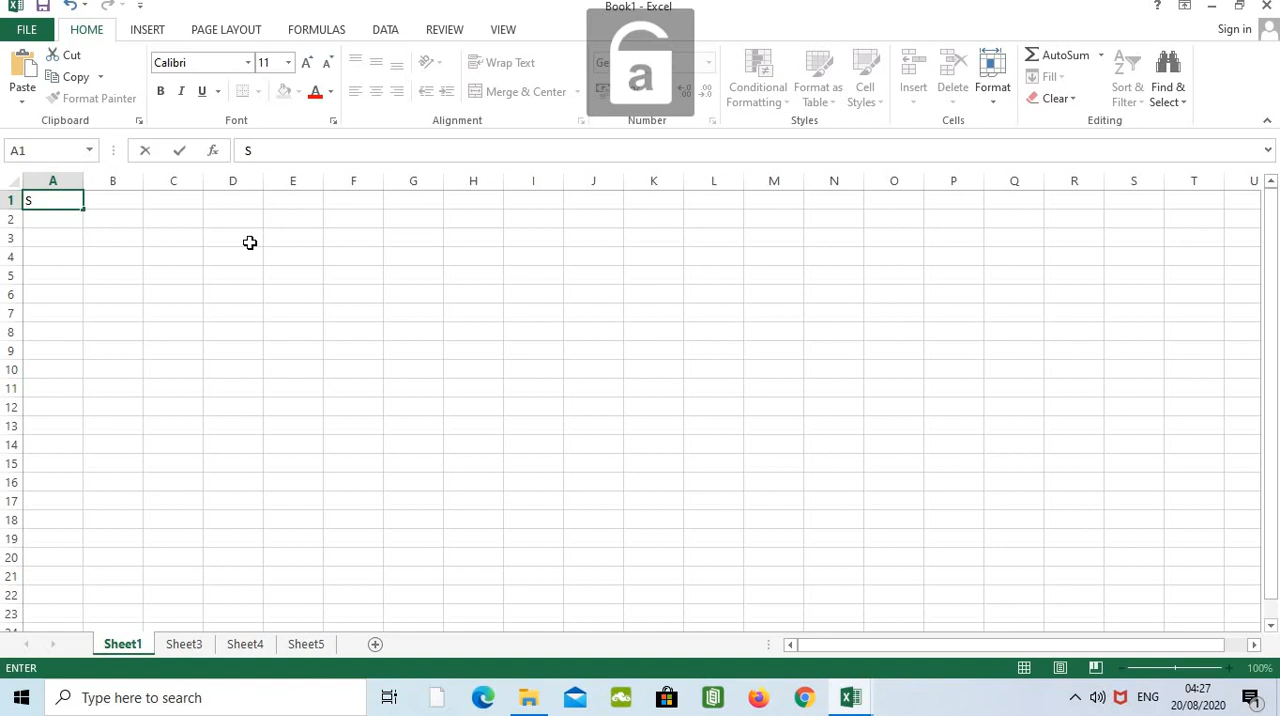 Book1 - Excel
?
FILE HOME INSERT PAGE LAYOUT FORMULAS DATA REVIEW VIEW Sign in
a
Paste
Cut
Copy
Format Painter
Calibri 11
B I U A
Wrap Text
Merge & Center
Ge
Conditional Formatting
Format as Table
Cell Styles
Insert
Delete
Format
AutoSum
Fill
Clear
Sort & Filter
Find & Select
Clipboard Font Alignment Number Styles Cells Editing
A1 fx S
A B C D E F G H I J K L M N O P Q R S T U
1 S
2
3
4
5
6
7
8
9
10
11
12
13
14
15
16
17
18
19
20
21
22
23
Sheet1 Sheet3 Sheet4 Sheet5
ENTER 100%
Type here to search ENG 04:27
20/08/2020
1